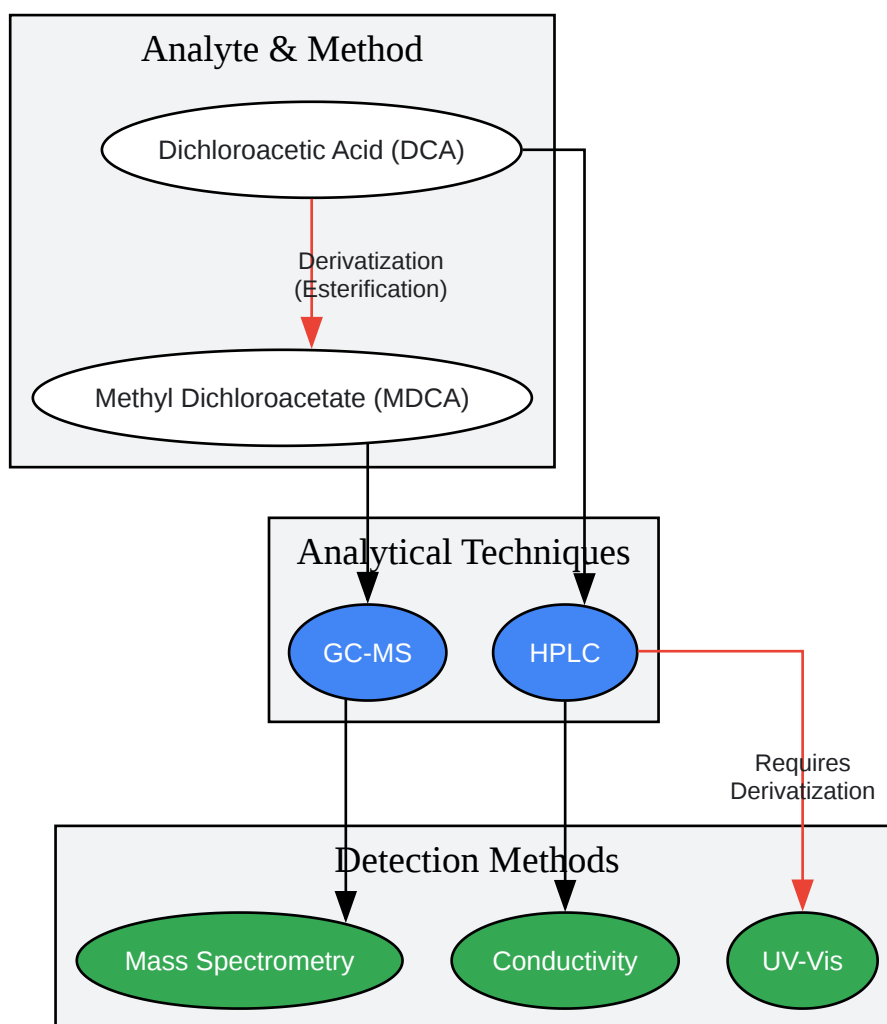 Analyte & Method
Dichloroacetic Acid (DCA)
Derivatization
(Esterification)
Methyl Dichloroacetate (MDCA)
Analytical Techniques
GC-MS
HPLC
Requires
Derivatization
Detection Methods
Mass Spectrometry
Conductivity
UV-Vis